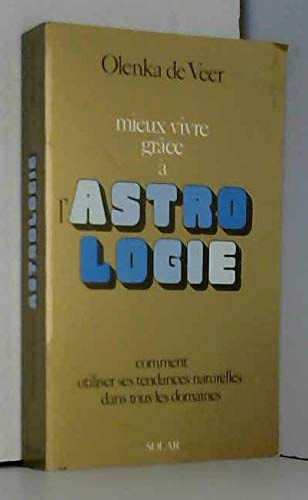 Olenka de Veer
mieux vivre
grâce
à
l'ASTRO
LOGIE
comment
utiliser ses tendances naturelles
dans tous les domaines
SOLAR
ASTROLOGIE